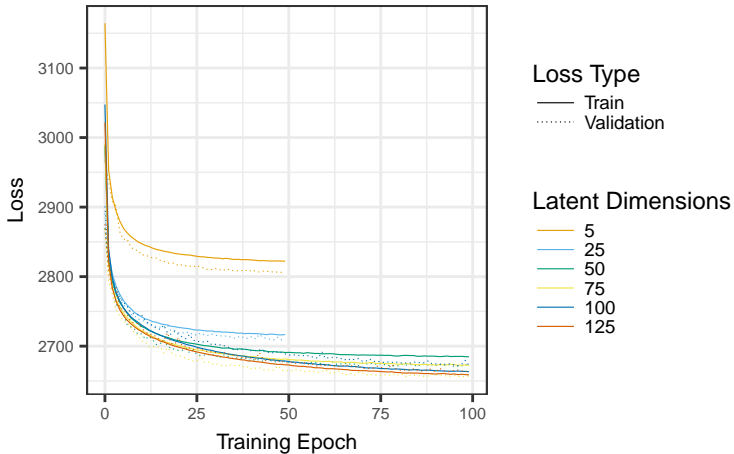 3100
3000
2900
2800
2700
0
25
50
75
100
Training Epoch
Loss
Loss Type
Train
Validation
Latent Dimensions
5
25
50
75
100
125